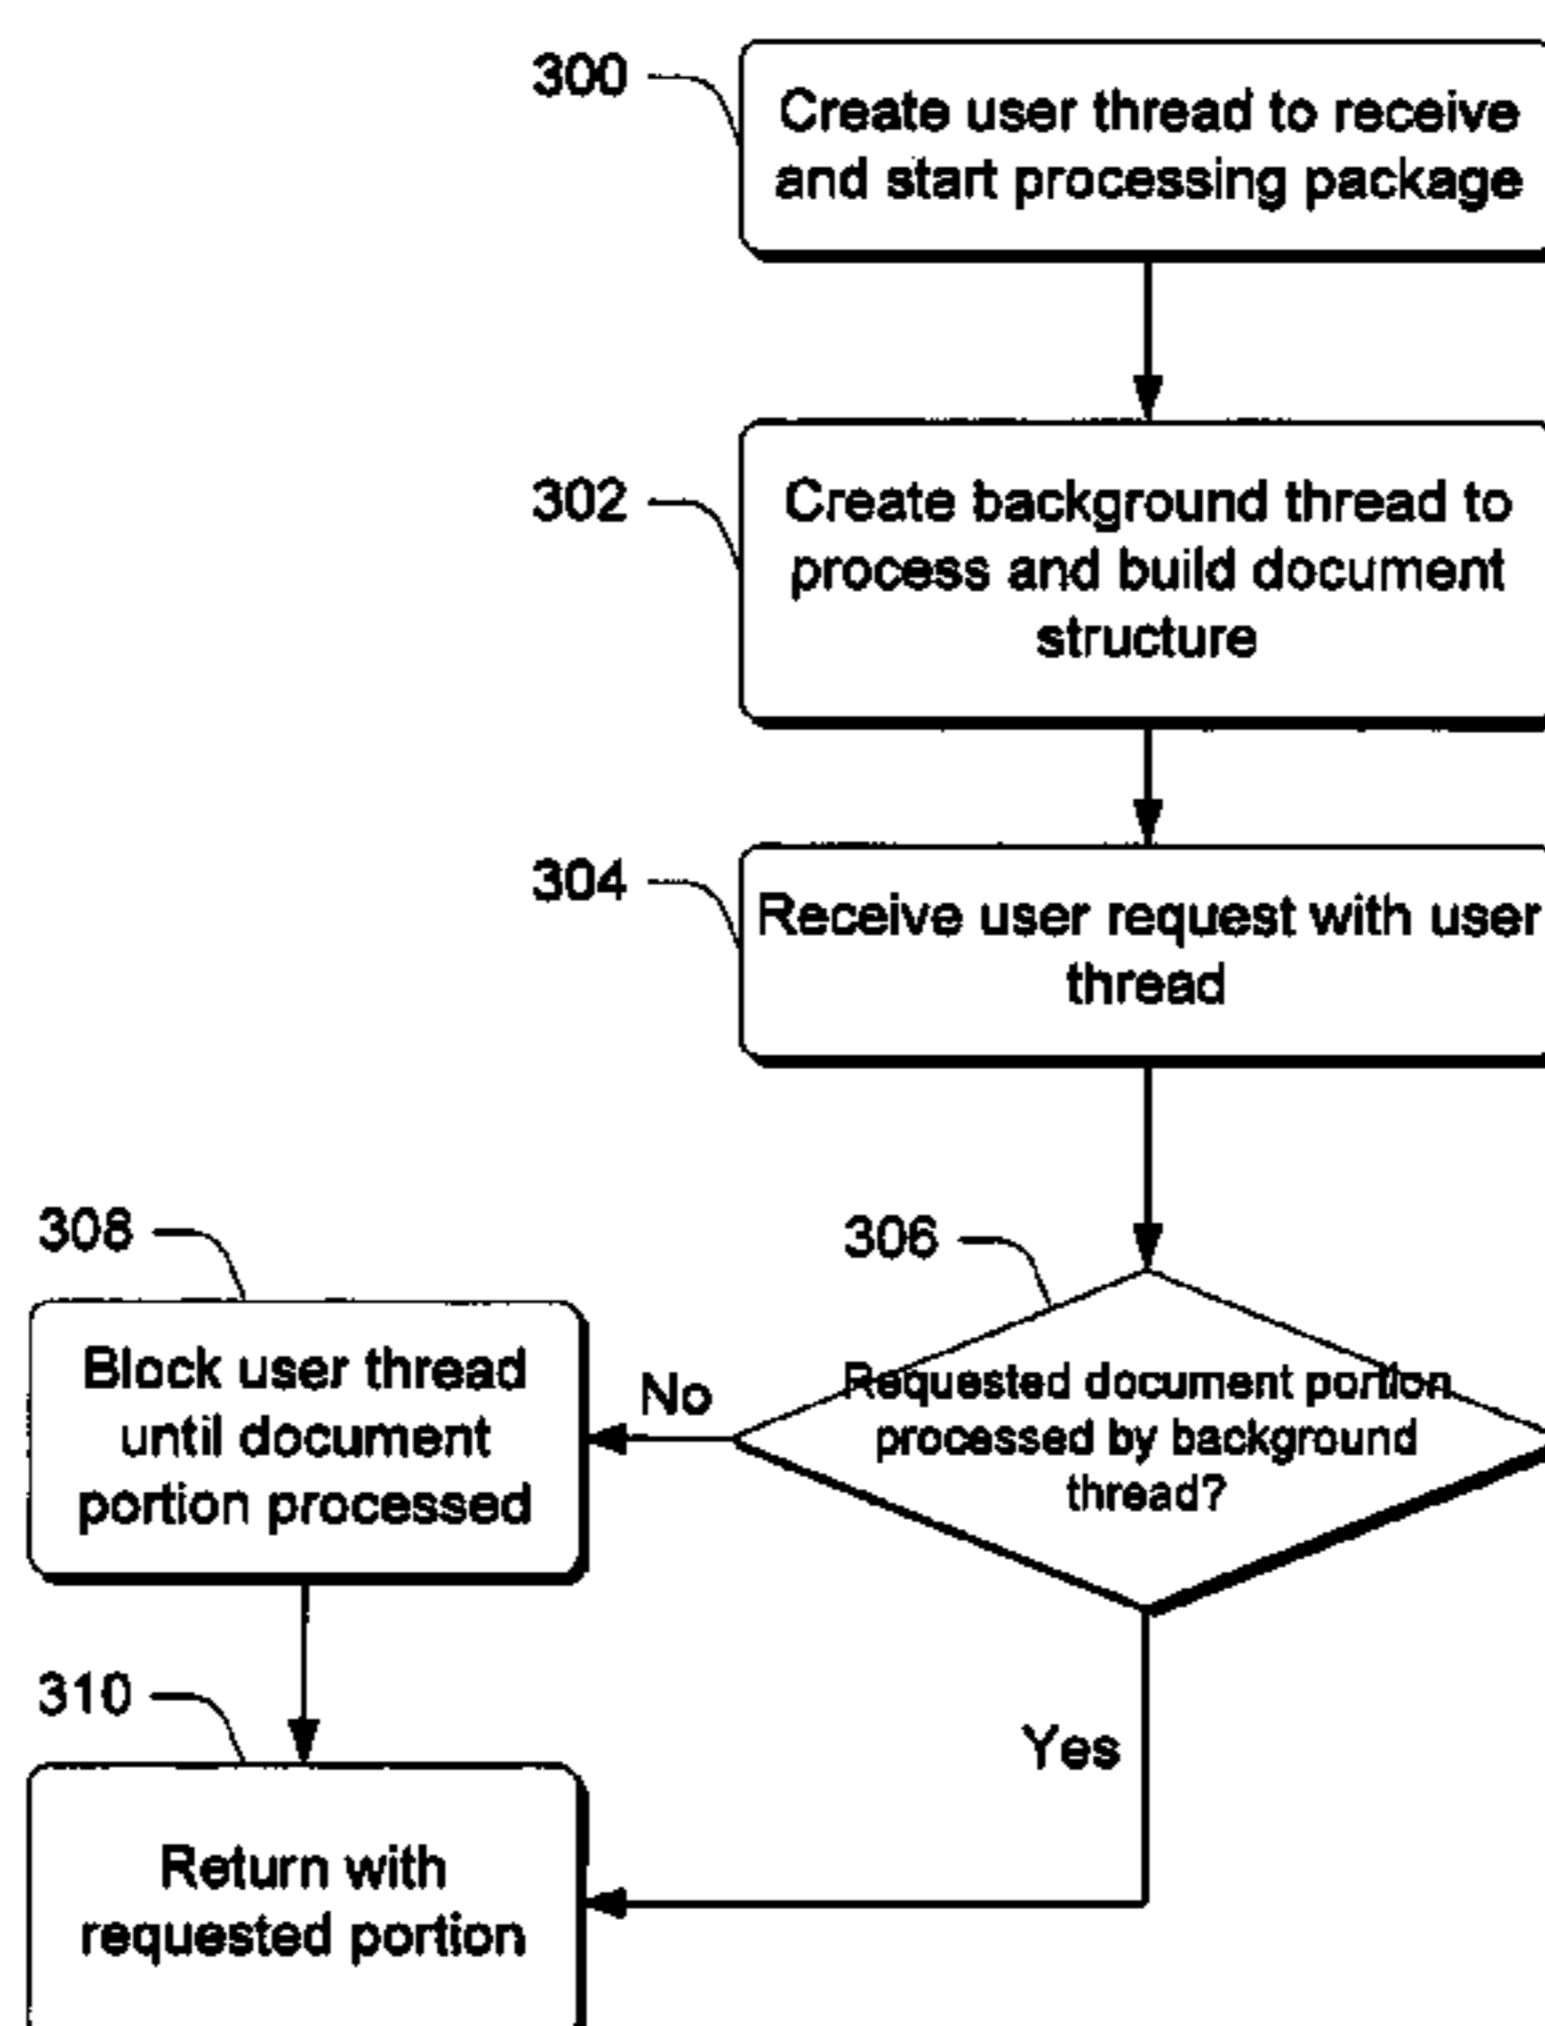 300
Create user thread to receive
and start processing package
302
Create background thread to
process and build document
structure
304
Receive user request with user
thread
306
Requested document portion
processed by background
thread?
No
308
Block user thread
until document
portion processed
Yes
310
Return with
requested portion